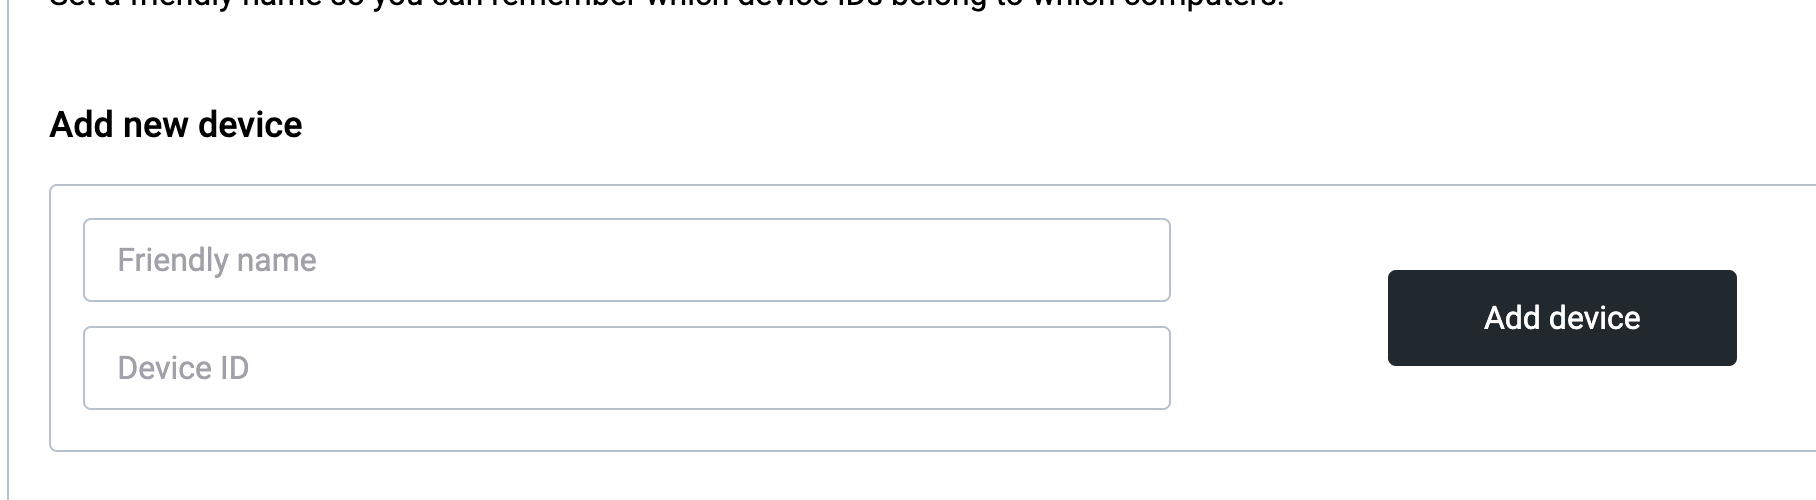 Set a friendly name so you can remember which device IDs belong to which computers.
Add new device
Friendly name
Add device
Device ID